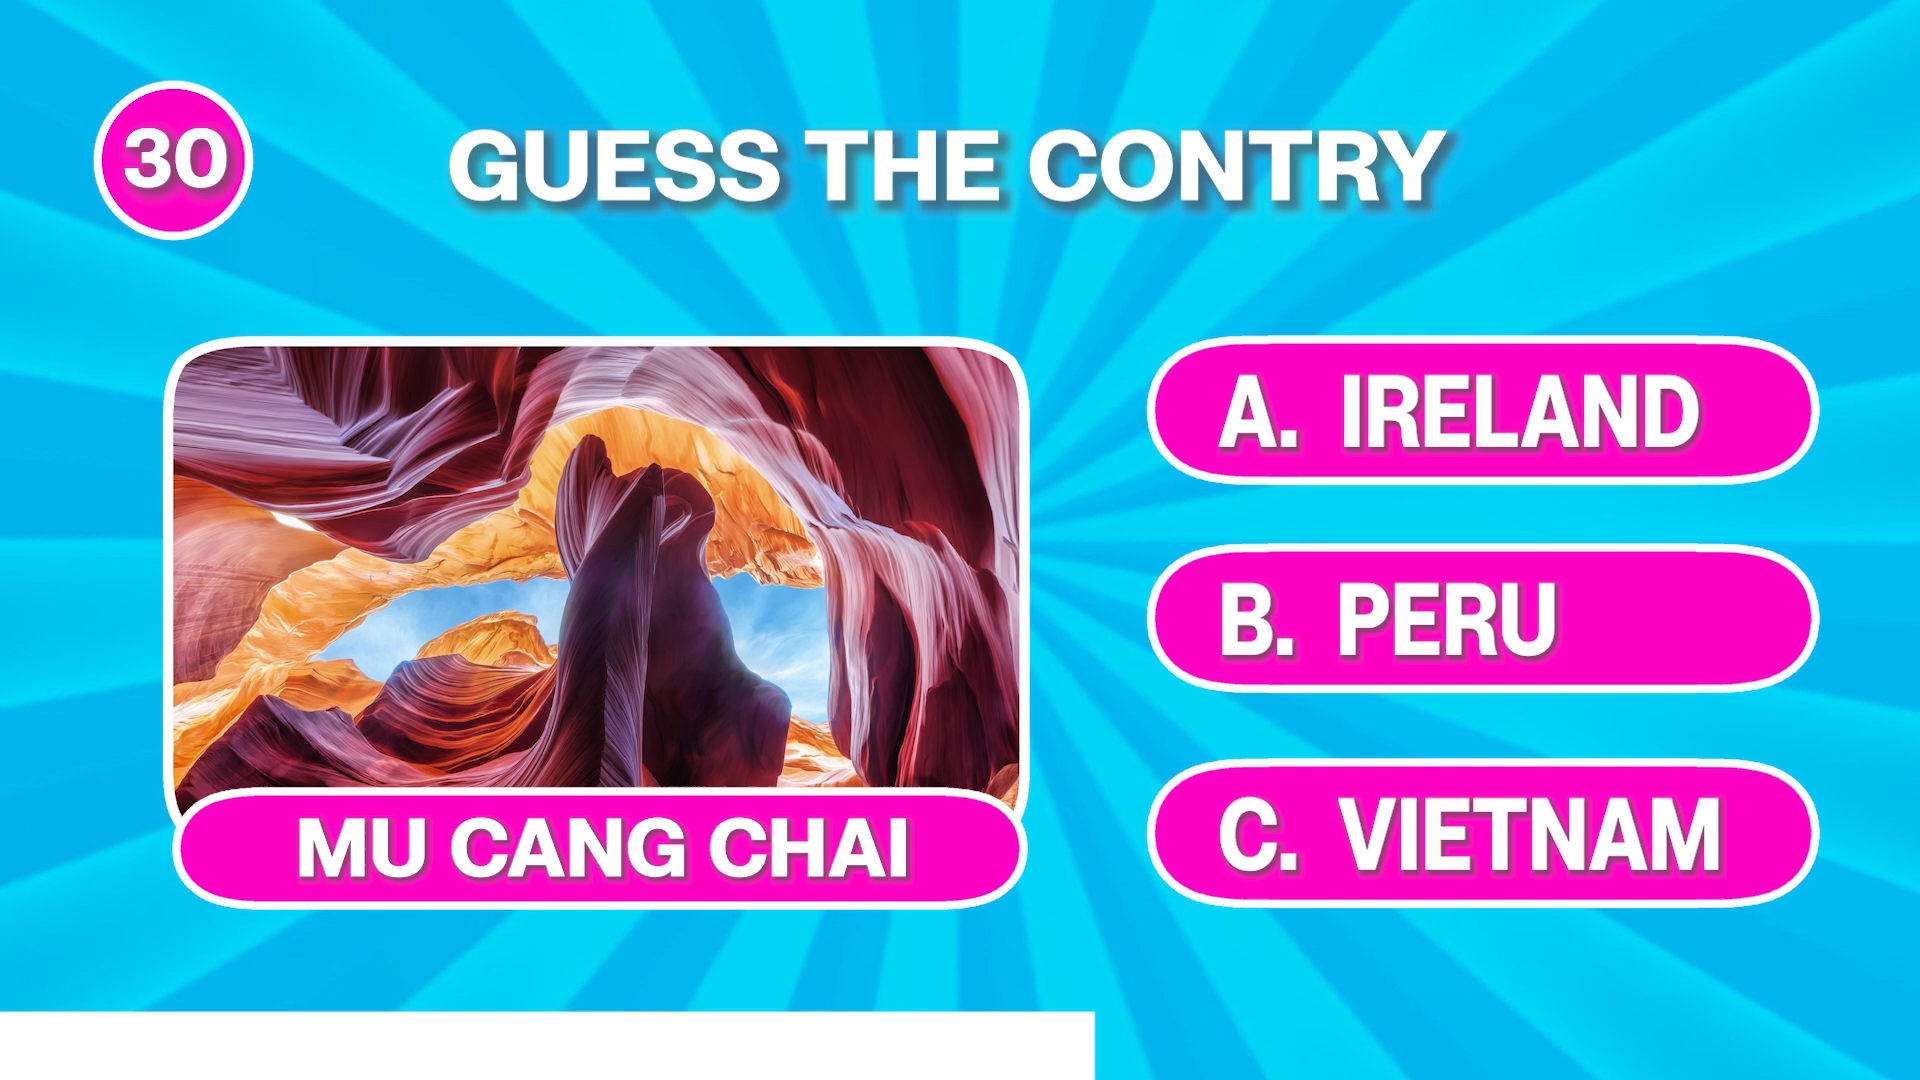 30
GUESS THE CONTRY
MU CANG CHAI
A. IRELAND
B. PERU
C. VIETNAM